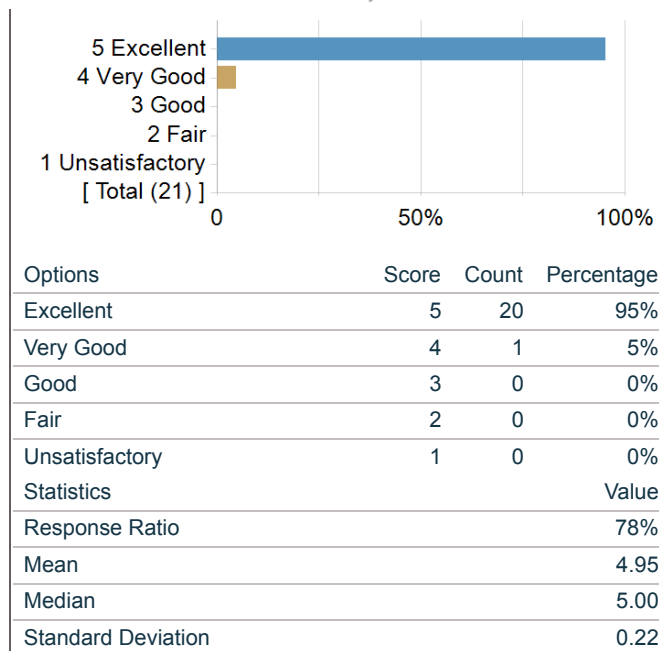 5 Excellent
4 Very Good
3 Good
2 Fair
1 Unsatisfactory
[ Total (21) ]
0 50% 100%
Options Score Count Percentage
Excellent 5 20 95%
Very Good 4 1 5%
Good 3 0 0%
Fair 2 0 0%
Unsatisfactory 1 0 0%
Statistics Value
Response Ratio 78%
Mean 4.95
Median 5.00
Standard Deviation 0.22